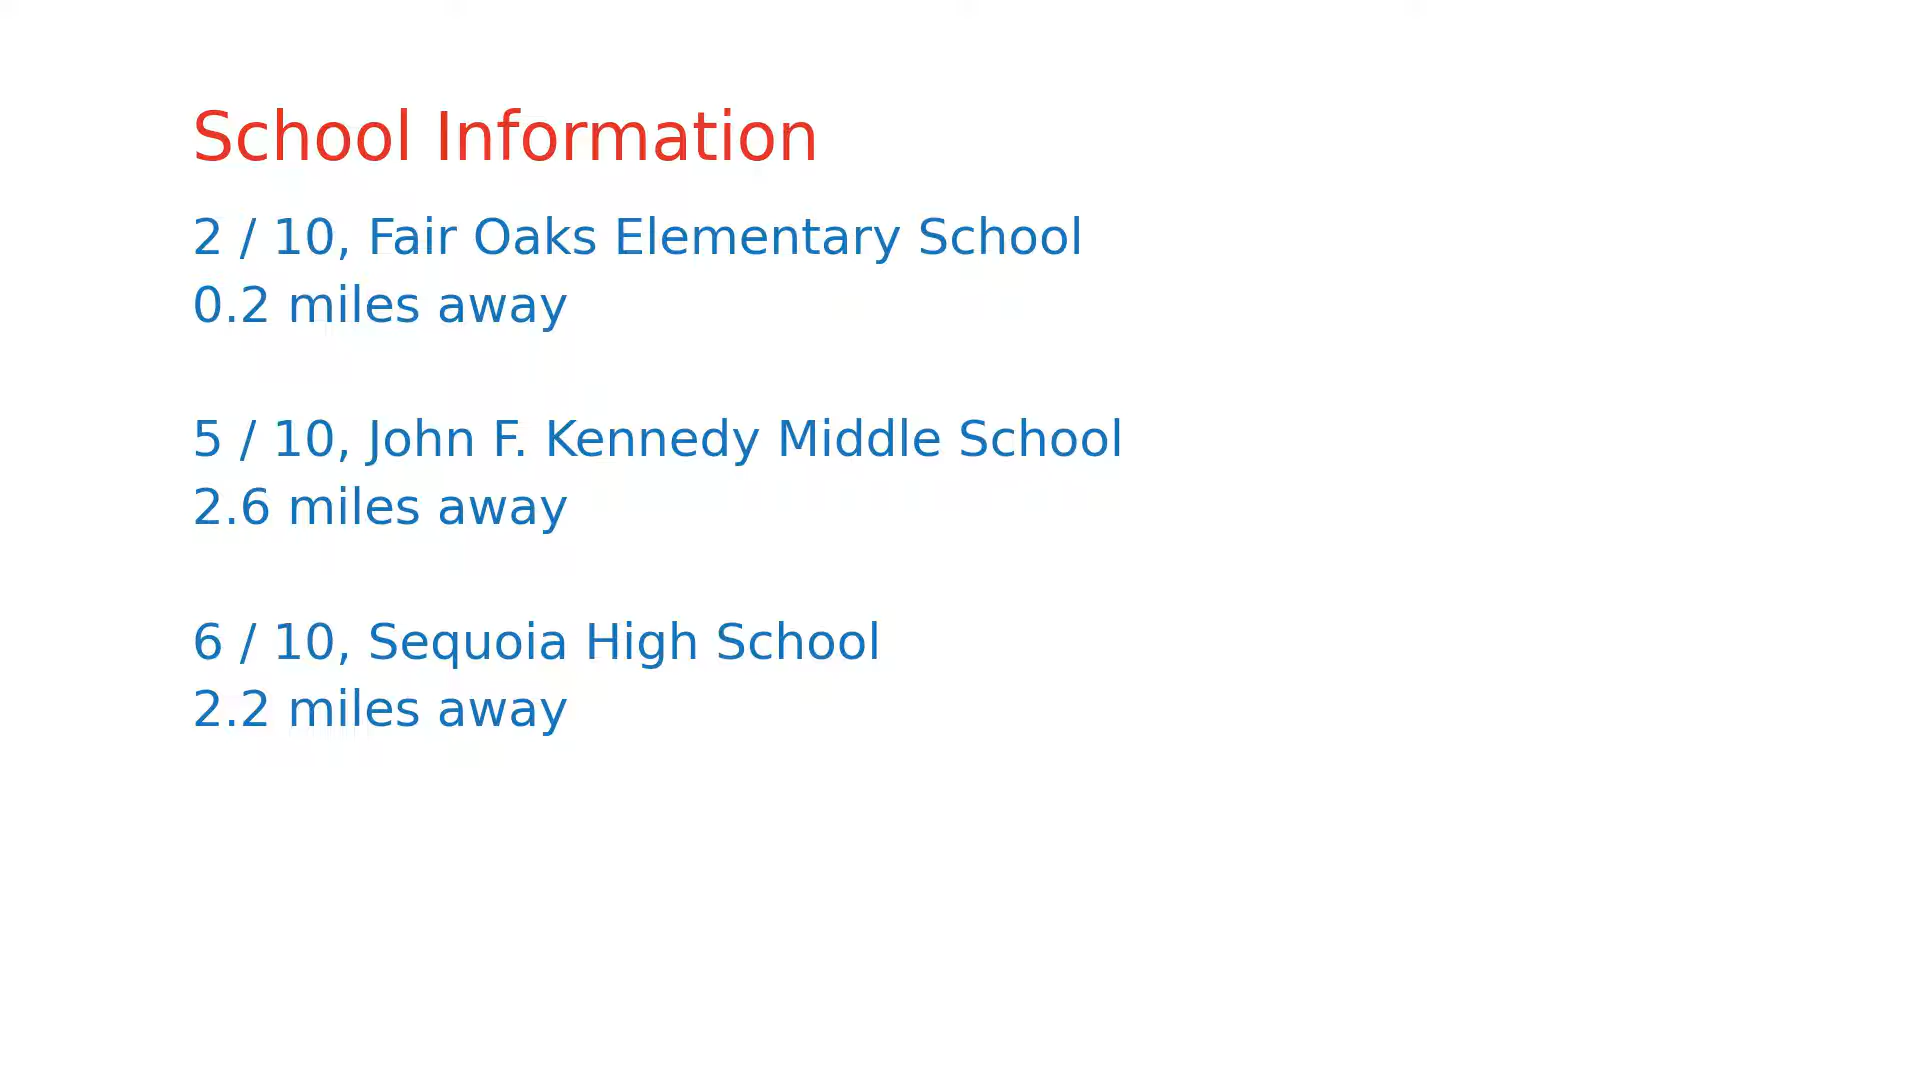 School Information
2 / 10, Fair Oaks Elementary School
0.2 miles away
5 / 10, John F. Kennedy Middle School
2.6 miles away
6 / 10, Sequoia High School
2.2 miles away